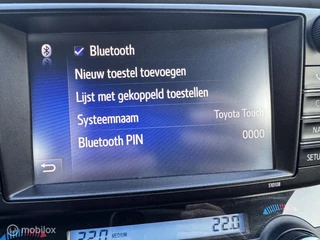 Bluetooth
Nieuw toestel toevoegen
Lijst met gekoppeld toestellen
Systeemnaam Toyota Touch
Bluetooth PIN 0000
SETUP
22.0 MEDIUM 22.0
mobilox